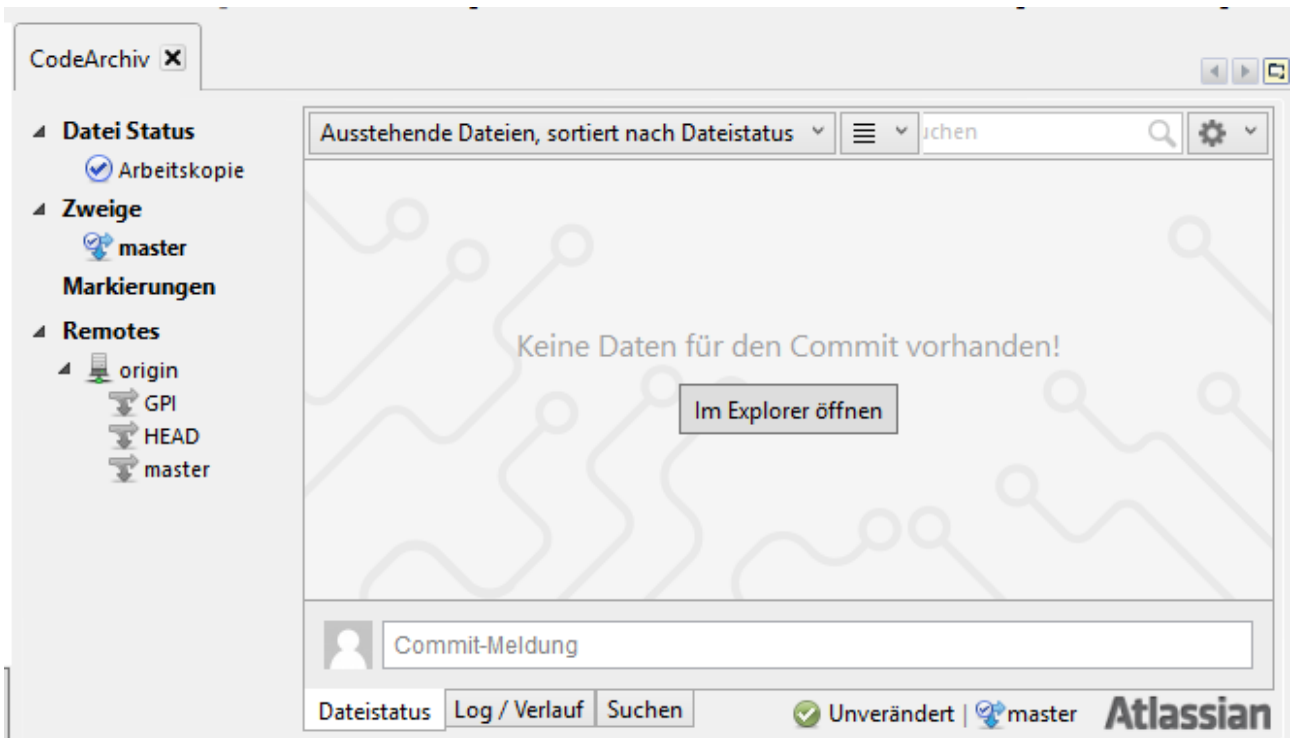 CodeArchiv
Datei Status
Arbeitskopie
Zweige
master
Markierungen
Remotes
origin
GPI
HEAD
master
Ausstehende Dateien, sortiert nach Dateistatus
Keine Daten für den Commit vorhanden!
Im Explorer öffnen
Commit-Meldung
Dateistatus Log / Verlauf Suchen
Unverändert | master Atlassian